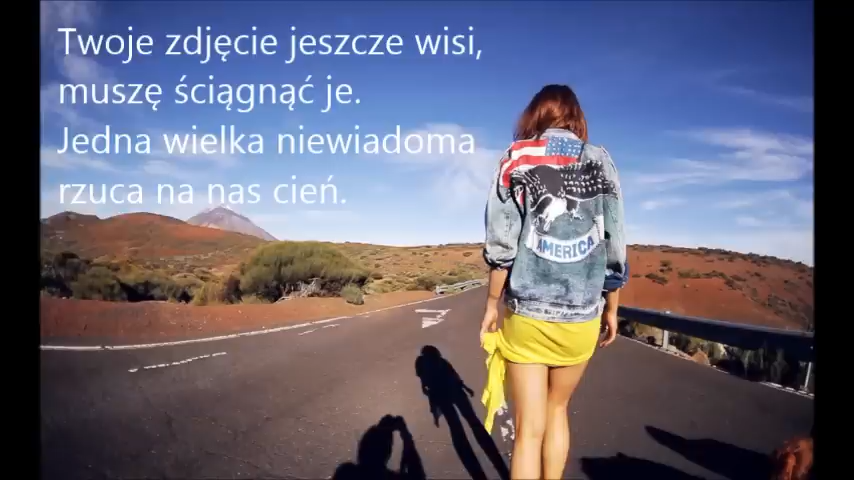 Twoje zdjęcie jeszcze wisi,
muszę ściągnąć je.
Jedna wielka niewiadoma
rzuca na nas cień.
AMERICA